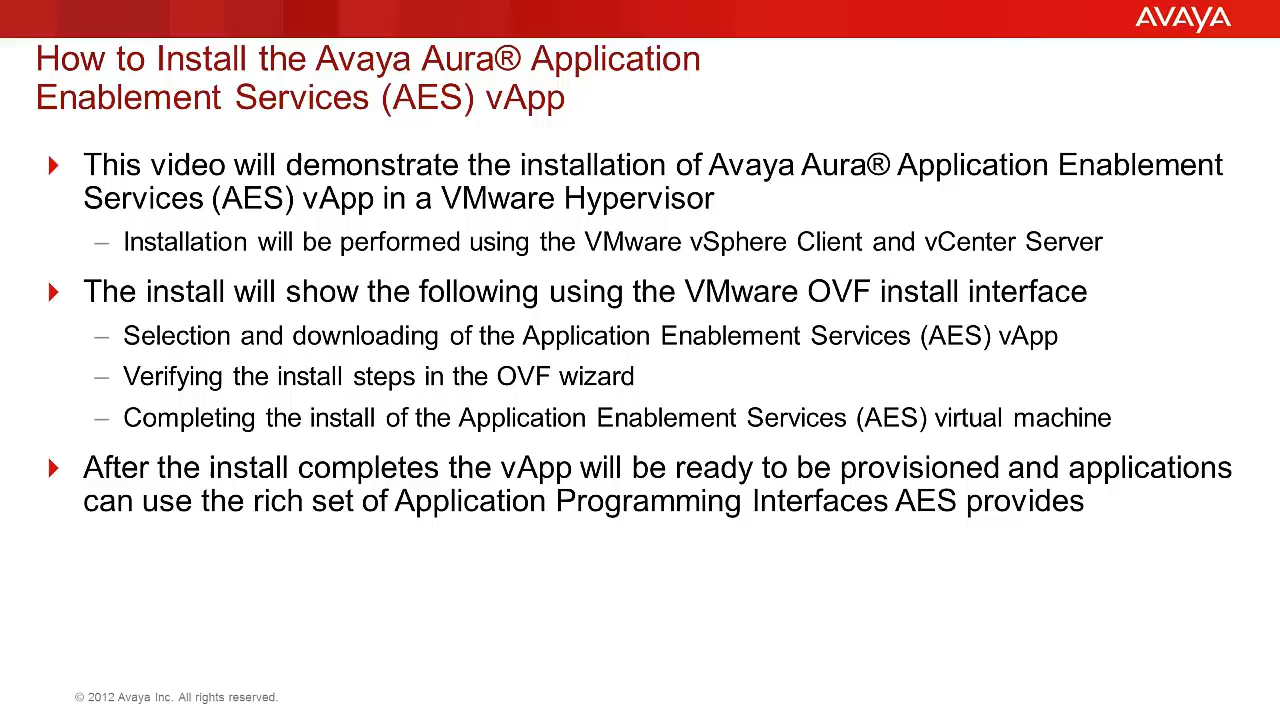 AVAYA
How to Install the Avaya Aura® Application
Enablement Services (AES) vApp
This video will demonstrate the installation of Avaya Aura® Application Enablement
Services (AES) vApp in a VMware Hypervisor
– Installation will be performed using the VMware vSphere Client and vCenter Server
The install will show the following using the VMware OVF install interface
– Selection and downloading of the Application Enablement Services (AES) vApp
– Verifying the install steps in the OVF wizard
– Completing the install of the Application Enablement Services (AES) virtual machine
After the install completes the vApp will be ready to be provisioned and applications
can use the rich set of Application Programming Interfaces AES provides
© 2012 Avaya Inc. All rights reserved.